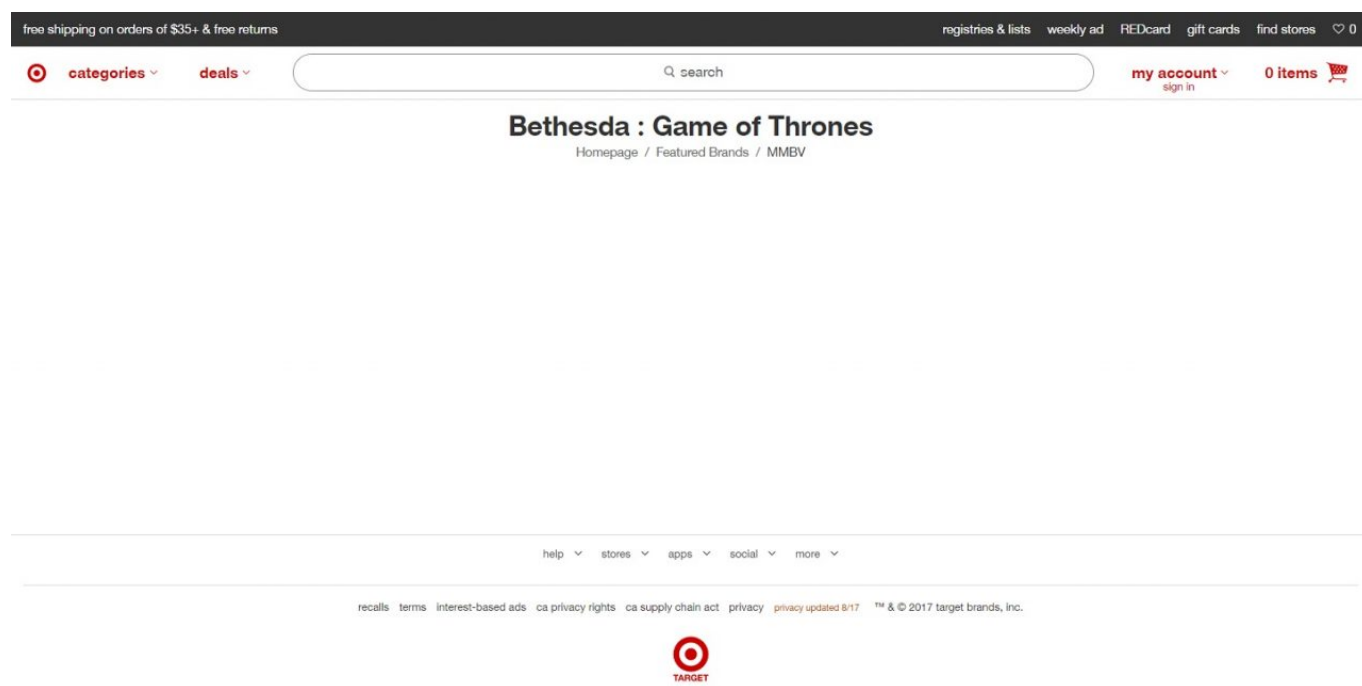 free shipping on orders of $35+ & free returns registries & lists weekly ad REDcard gift cards find stores 0
categories deals search my account 0 items
sign in
Bethesda : Game of Thrones
Homepage / Featured Brands / MMBV
help stores apps social more
recalls terms interest-based ads ca privacy rights ca supply chain act privacy privacy updated 8/17 ™ & © 2017 target brands, inc.
TARGET